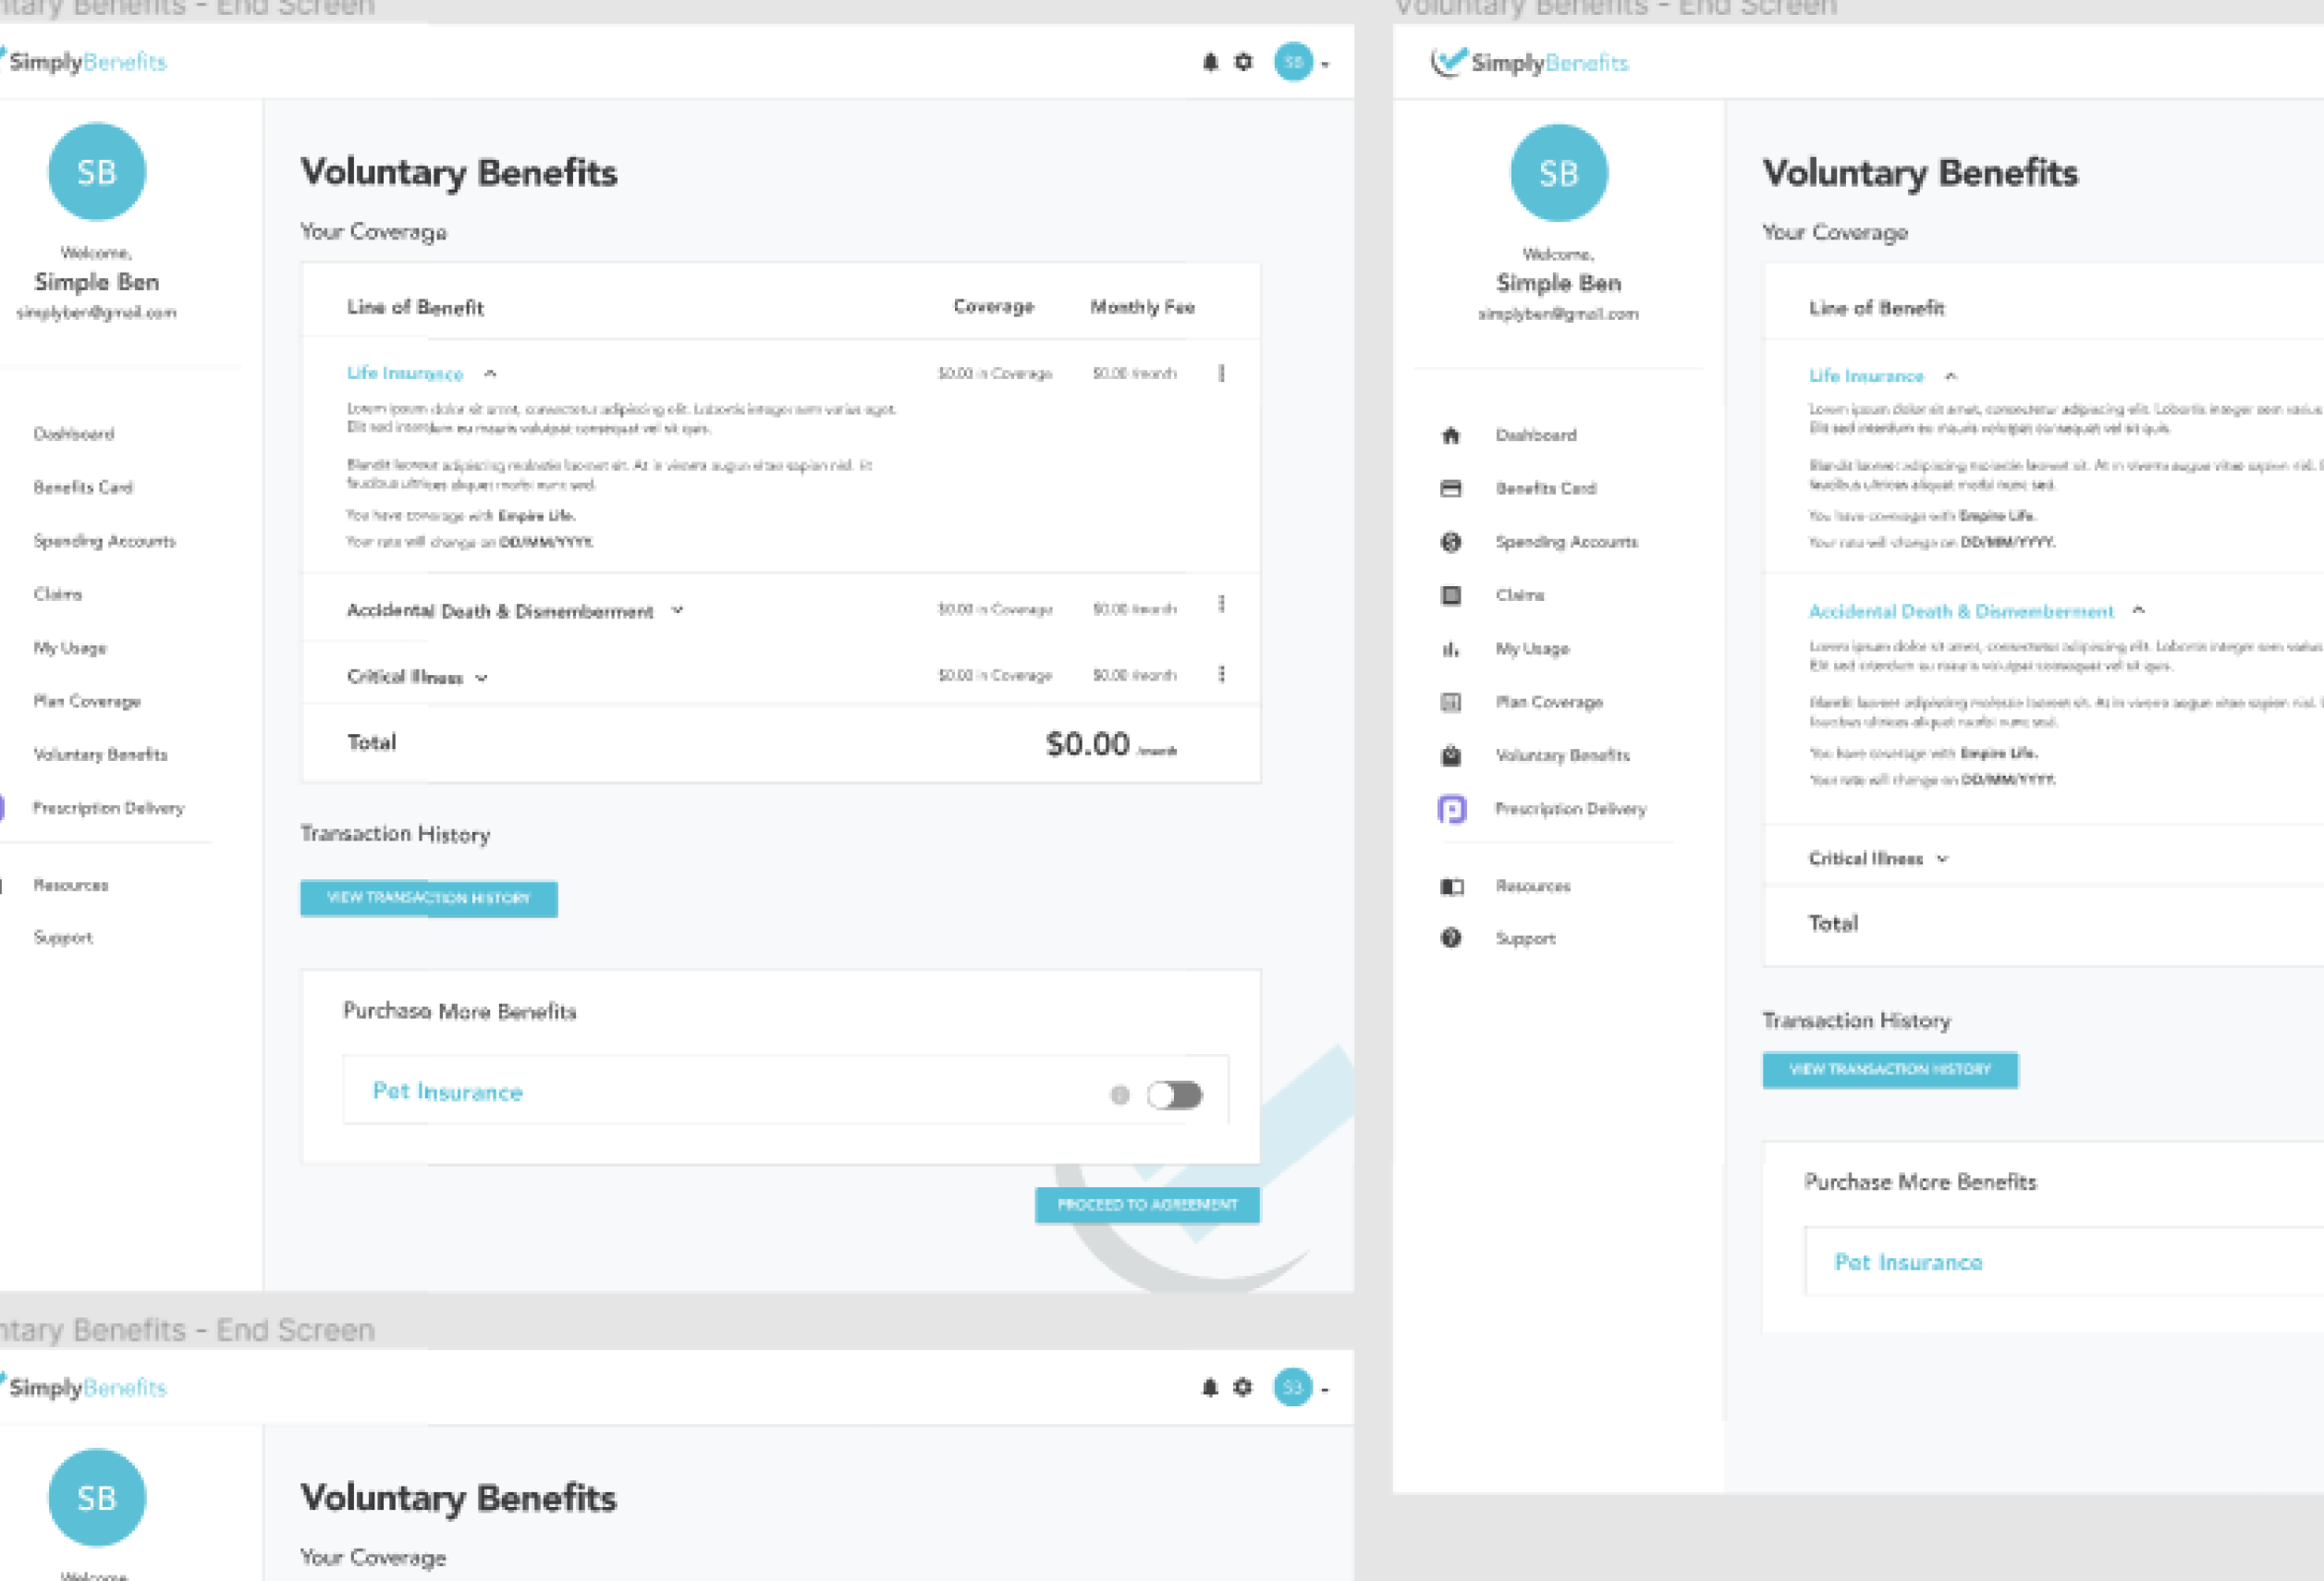 ntary Benefits - End Screen
SimplyBenefits
SB
SB
Welcome,
Simple Ben
simplyben@gmail.com
Dashboard
Benefits Card
Spending Accounts
Claims
My Usage
Plan Coverage
Voluntary Benefits
Prescription Delivery
Resources
Support
Voluntary Benefits
Your Coverage
Line of Benefit Coverage Monthly Fee
Life Insurance $0.00 in Coverage $0.00 /month
Lorem ipsum dolor sit amet, consectetur adipiscing elit. Lobortis integer sem varius eget.
Elit sed interdum eu mauris volutpat consequat vel sit quis.
Blandit laoreet adipiscing molestie laoreet sit. At in viverra augue vitae sapien nisl. Et
faucibus ultrices aliquet morbi nunc sed.
You have coverage with Empire Life.
Your rate will change on DD/MM/YYYY.
Accidental Death & Dismemberment $0.00 in Coverage $0.00 /month
Critical Illness $0.00 in Coverage $0.00 /month
Total $0.00 /month
Transaction History
VIEW TRANSACTION HISTORY
Purchase More Benefits
Pet Insurance
PROCEED TO AGREEMENT
Voluntary Benefits - End Screen
SimplyBenefits
SB
Welcome,
Simple Ben
simplyben@gmail.com
Dashboard
Benefits Card
Spending Accounts
Claims
My Usage
Plan Coverage
Voluntary Benefits
Prescription Delivery
Resources
Support
Voluntary Benefits
Your Coverage
Line of Benefit
Life Insurance
Lorem ipsum dolor sit amet, consectetur adipiscing elit. Lobortis integer sem varius
Elit sed interdum eu mauris volutpat consequat vel sit quis.
Blandit laoreet adipiscing molestie laoreet sit. At in viverra augue vitae sapien nisl.
faucibus ultrices aliquet morbi nunc sed.
You have coverage with Empire Life.
Your rate will change on DD/MM/YYYY.
Accidental Death & Dismemberment
Lorem ipsum dolor sit amet, consectetur adipiscing elit. Lobortis integer sem varius
Elit sed interdum eu mauris volutpat consequat vel sit quis.
Blandit laoreet adipiscing molestie laoreet sit. At in viverra augue vitae sapien nisl.
faucibus ultrices aliquet morbi nunc sed.
You have coverage with Empire Life.
Your rate will change on DD/MM/YYYY.
Critical Illness
Total
Transaction History
VIEW TRANSACTION HISTORY
Purchase More Benefits
Pet Insurance
ntary Benefits - End Screen
SimplyBenefits
SB
SB
Welcome,
Voluntary Benefits
Your Coverage